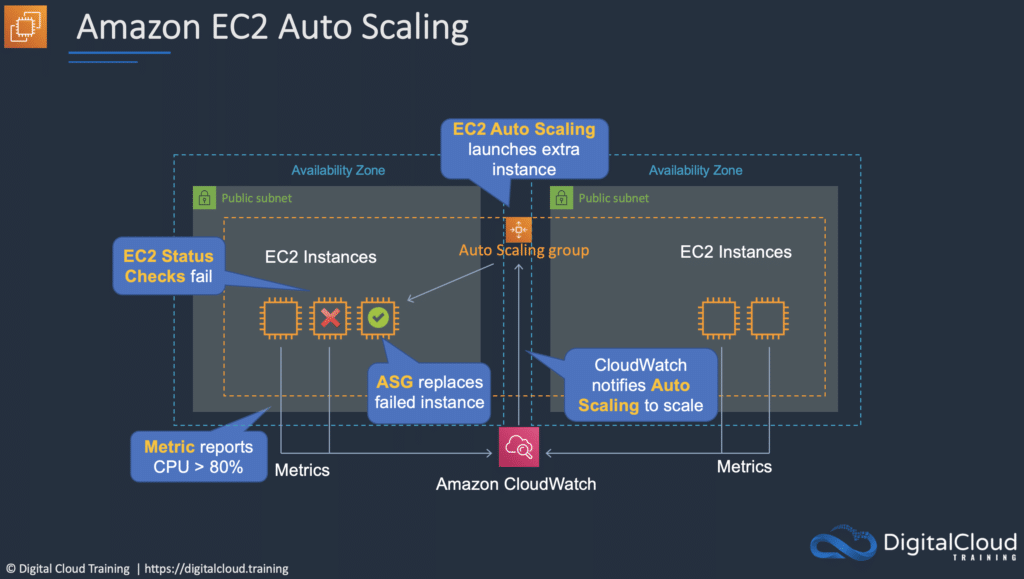 Amazon EC2 Auto Scaling
EC2 Auto Scaling
launches extra
instance
Availability Zone
Availability Zone
Public subnet
Public subnet
EC2 Status
Checks fail
EC2 Instances
Auto Scaling group
EC2 Instances
ASG replaces
failed instance
CloudWatch
notifies Auto
Scaling to scale
Metric reports
CPU > 80%
Metrics
Metrics
Amazon CloudWatch
DigitalCloud
TRAINING
© Digital Cloud Training | https://digitalcloud.training